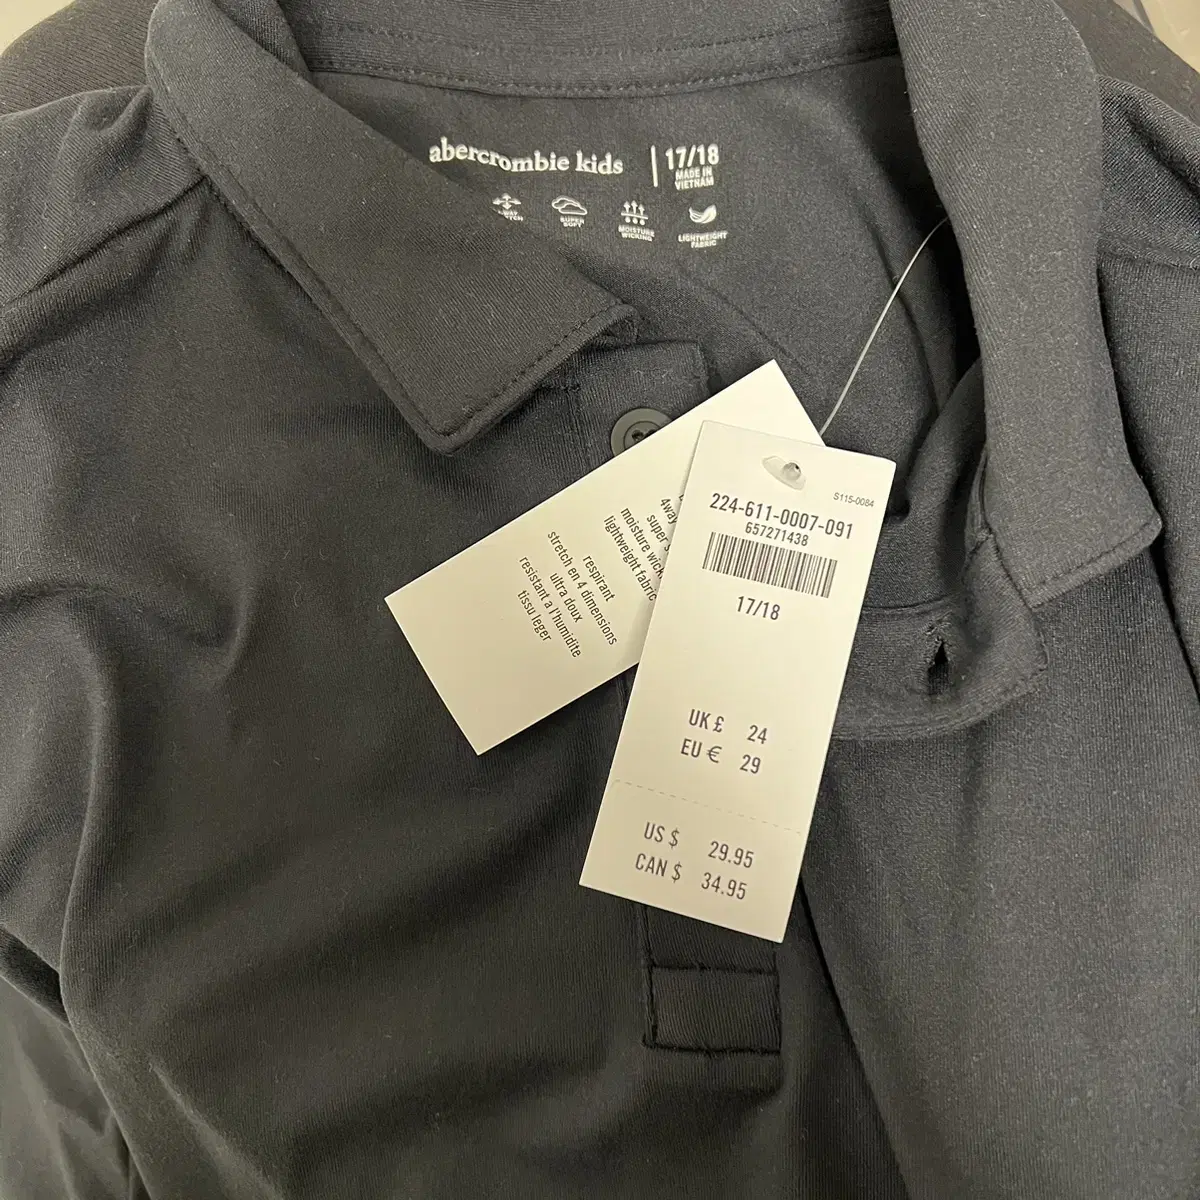 abercrombie kids
17/18
MADE IN
VIETNAM
SUPER
SOFT
MOISTURE
WICKING
LIGHTWEIGHT
FABRIC
4way
super
moisture
lightweight fabric
respirant
stretch en 4 dimensions
ultra doux
resistant a l'humidite
tissu leger
S115-0084
224-611-0007-091
657271438
17/18
UK £ 24
EU € 29
US $ 29.95
CAN $ 34.95